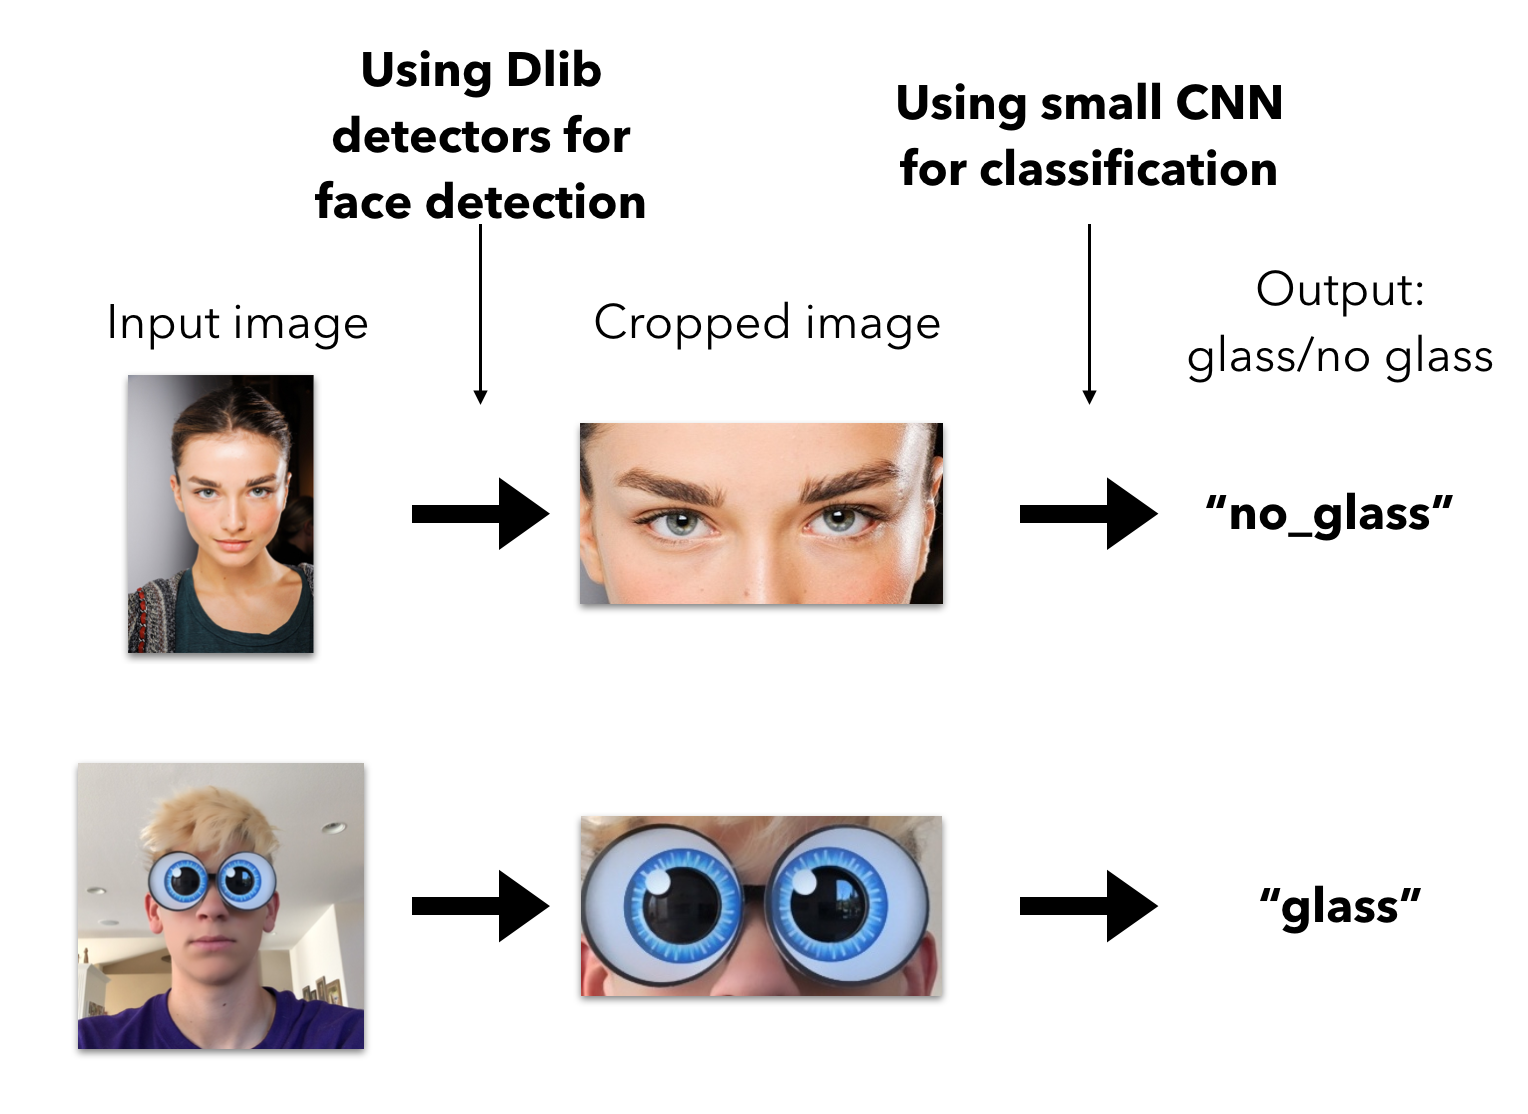 Using Dlib
detectors for
face detection
Using small CNN
for classification
Input image
Cropped image
Output:
glass/no glass
“no_glass”
“glass”